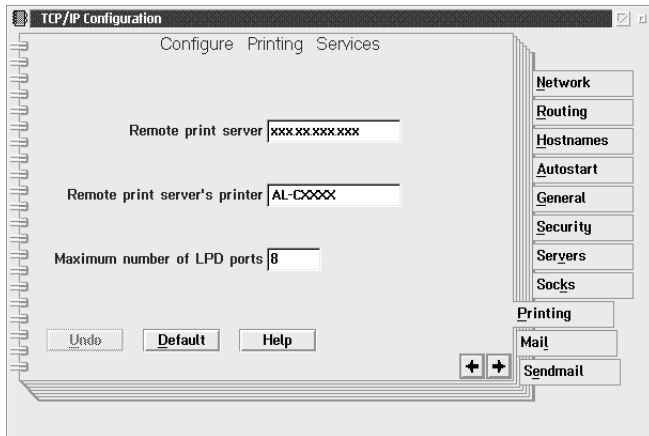 TCP/IP Configuration
Configure Printing Services
Remote print server xxx.xx.xxx.xxx
Remote print server's printer AL-CXXXX
Maximum number of LPD ports 8
Undo Default Help
Network
Routing
Hostnames
Autostart
General
Security
Servers
Socks
Printing
Mail
Sendmail